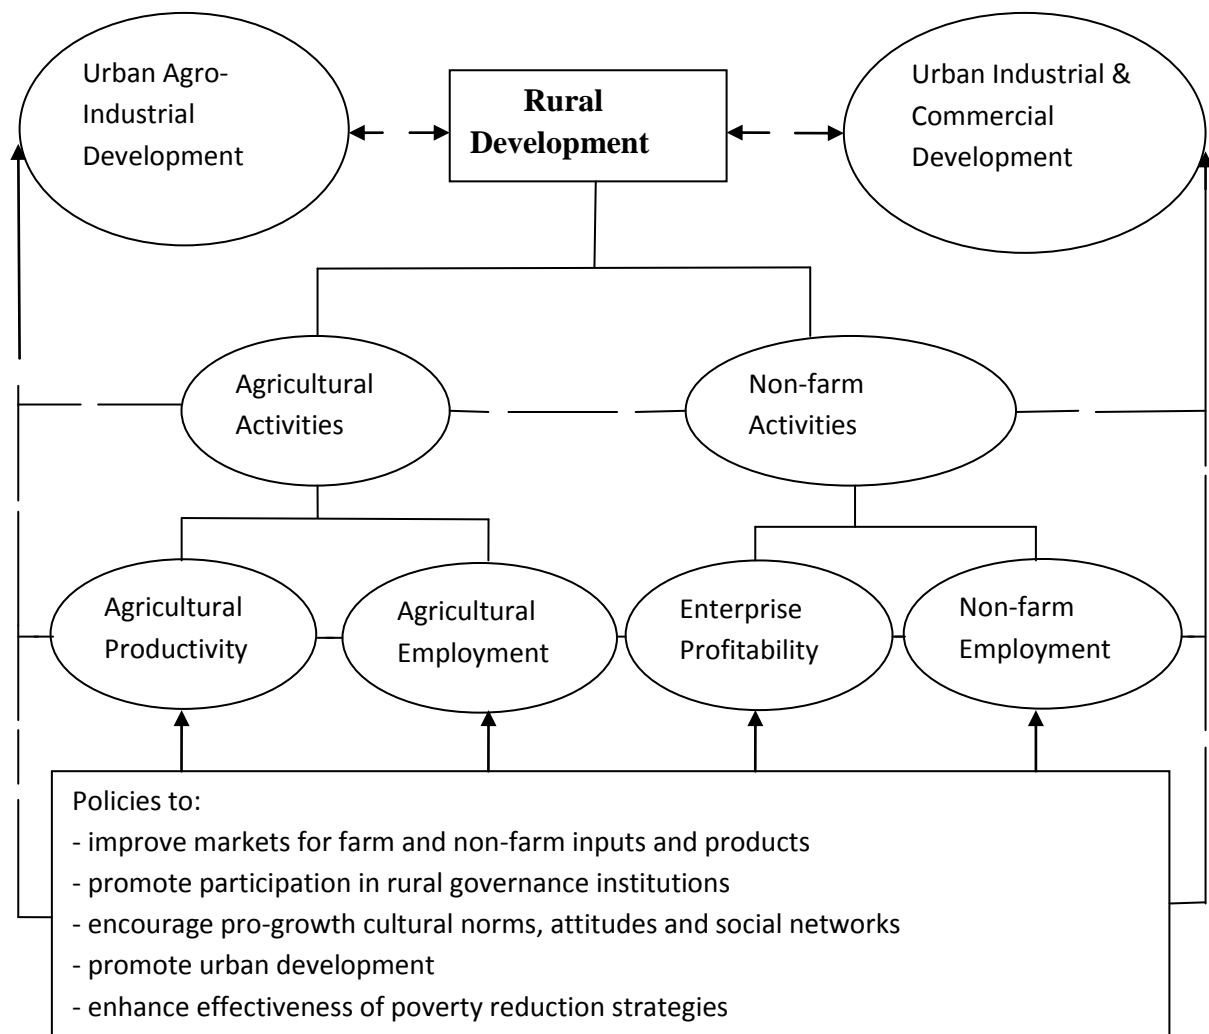 Urban Agro-
Industrial
Development
Rural
Development
Urban Industrial &
Commercial
Development
Agricultural
Activities
Non-farm
Activities
Agricultural
Productivity
Agricultural
Employment
Enterprise
Profitability
Non-farm
Employment
Policies to:
- improve markets for farm and non-farm inputs and products
- promote participation in rural governance institutions
- encourage pro-growth cultural norms, attitudes and social networks
- promote urban development
- enhance effectiveness of poverty reduction strategies